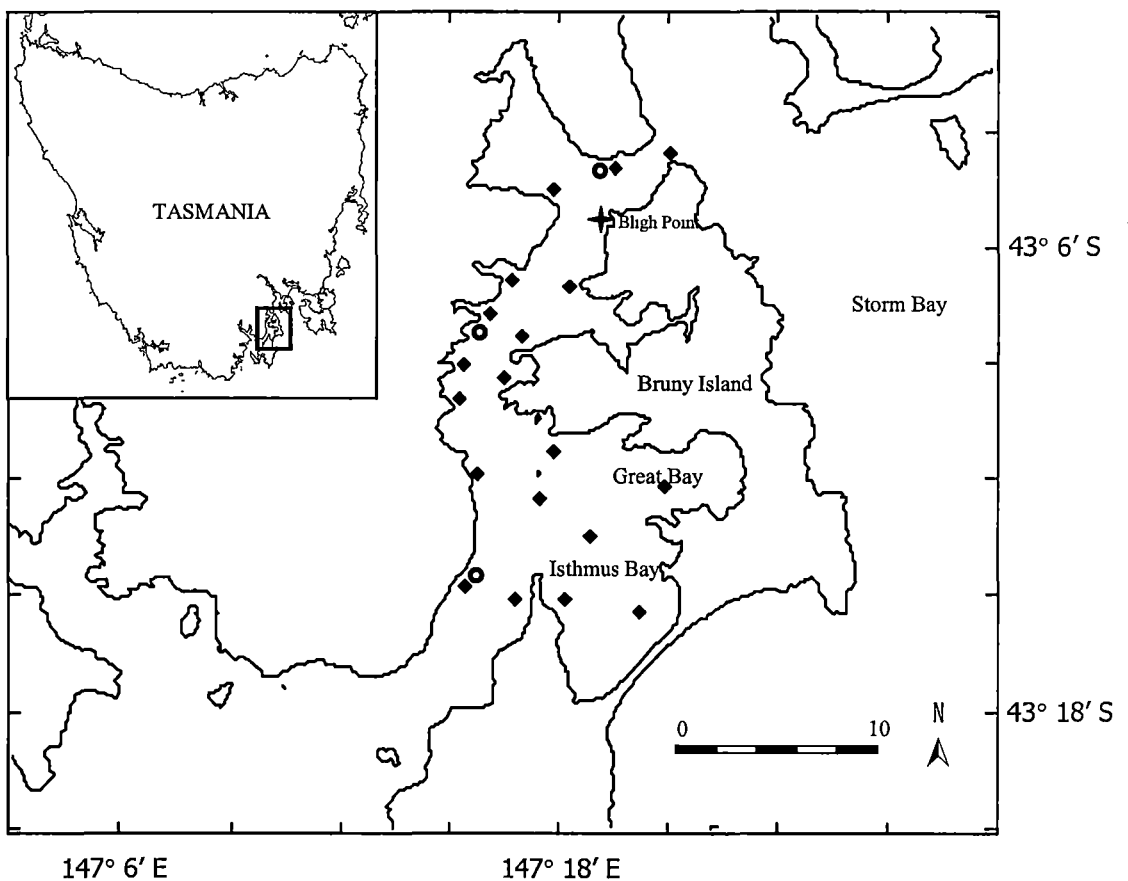 TASMANIA
Bligh Point
43° 6′ S
Storm Bay
Bruny Island
Great Bay
Isthmus Bay
N
0 10
43° 18′ S
147° 6′ E 147° 18′ E